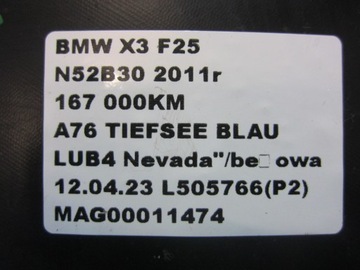 BMW X3 F25
N52B30 2011r
167 000KM
A76 TIEFSEE BLAU
LUB4 Nevada"/be□owa
12.04.23 L505766(P2)
MAG00011474